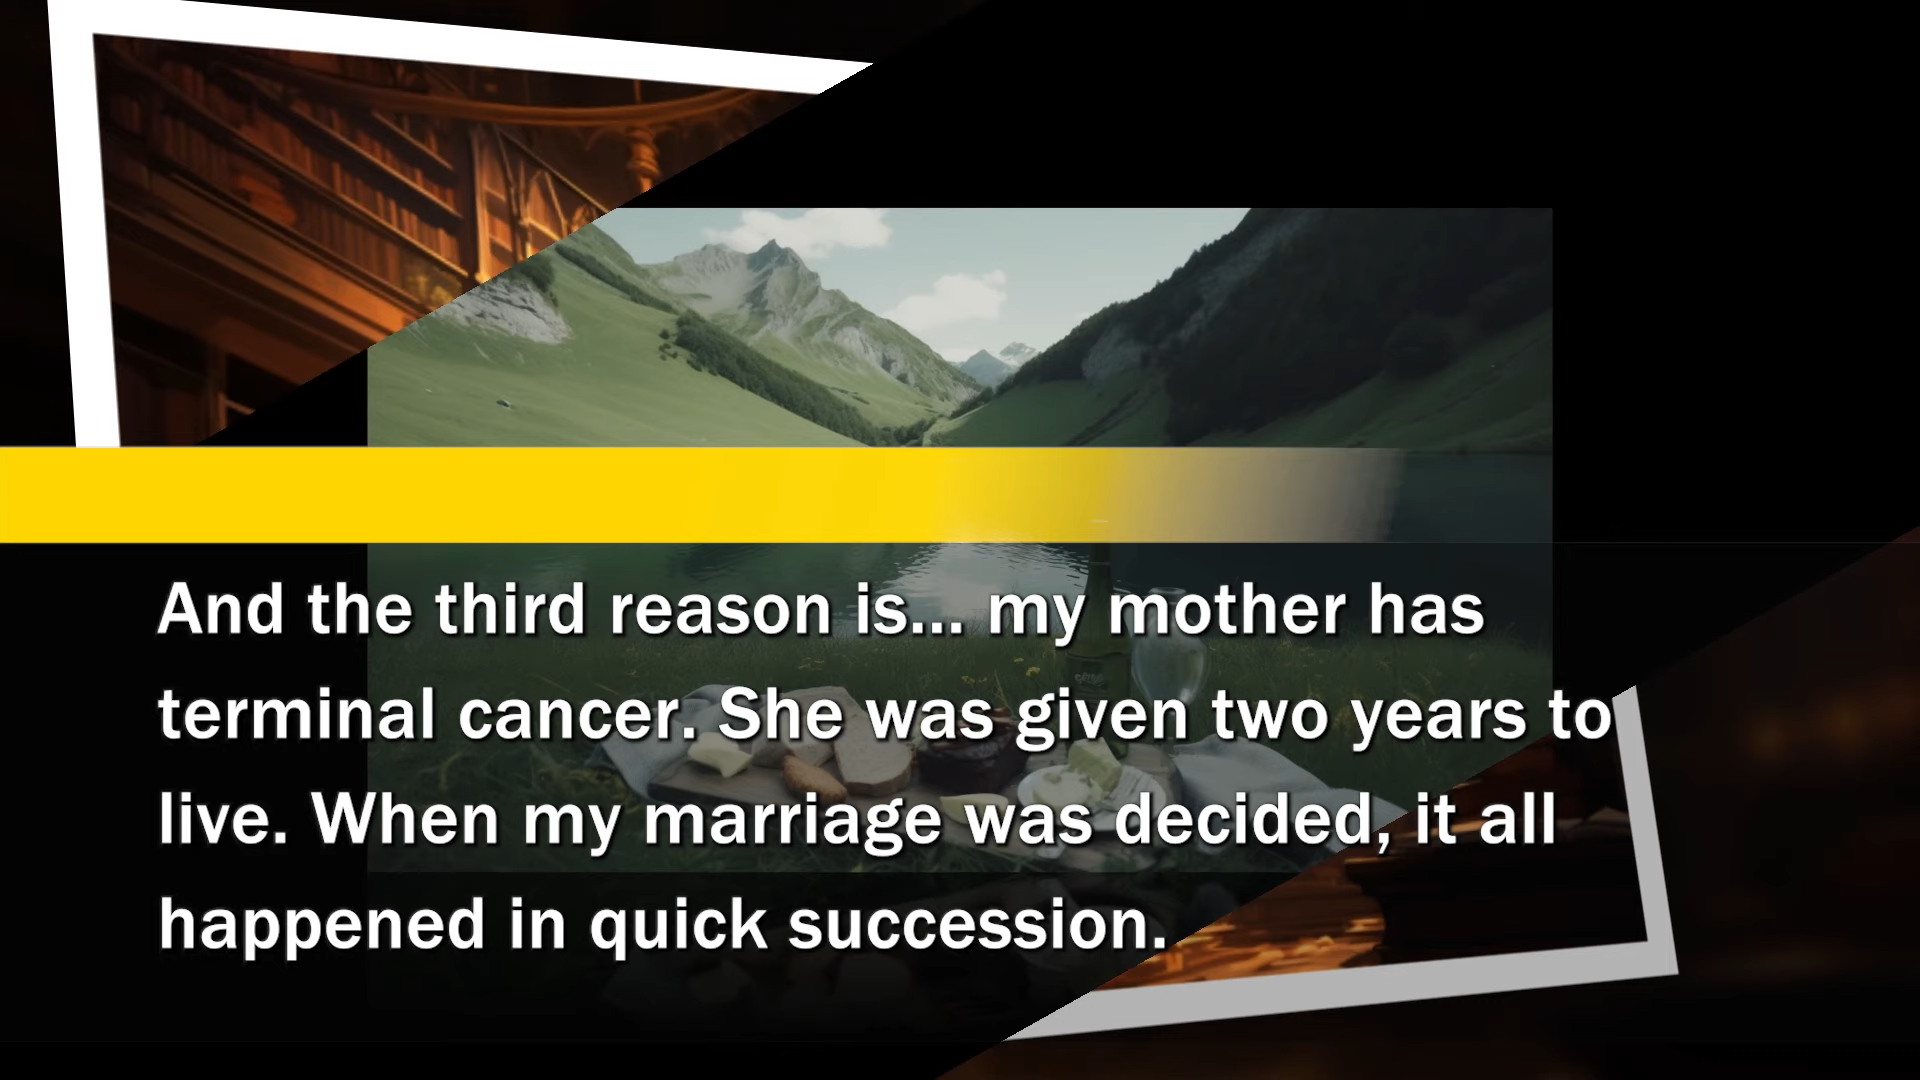 And the third reason is... my mother has
terminal cancer. She was given two years to
live. When my marriage was decided, it all
happened in quick succession.